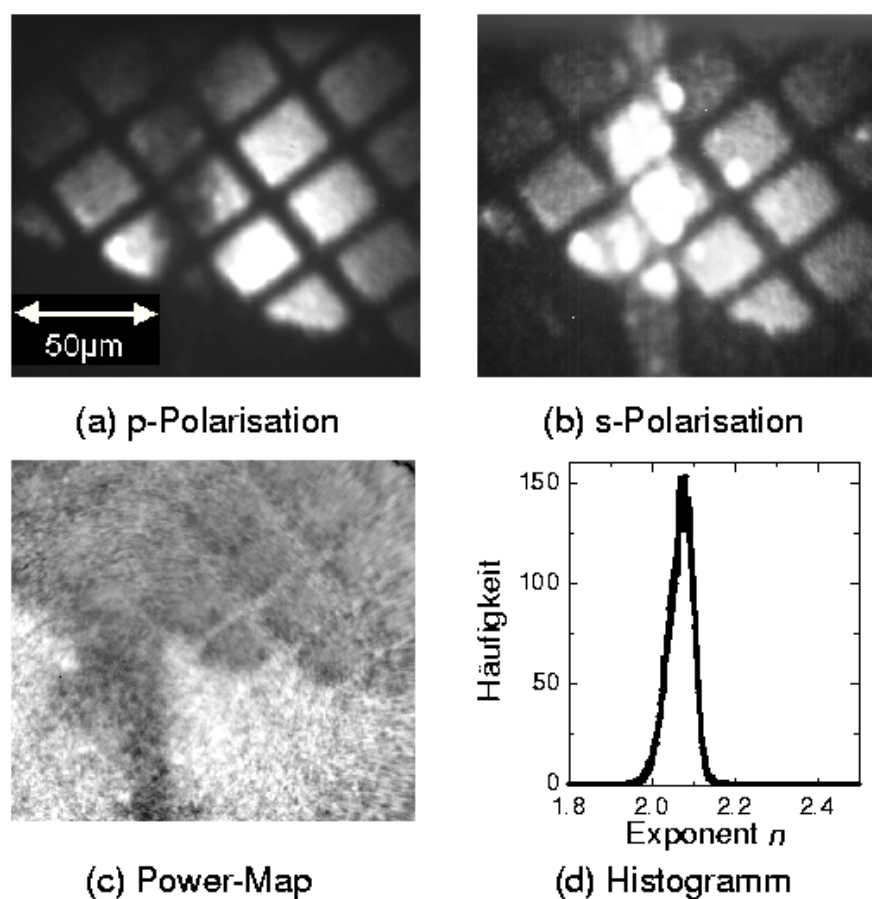 50µm
(a) p-Polarisation
(b) s-Polarisation
150
100
50
0
Häufigkeit
1.8 2.0 2.2 2.4
Exponent n
(c) Power-Map
(d) Histogramm